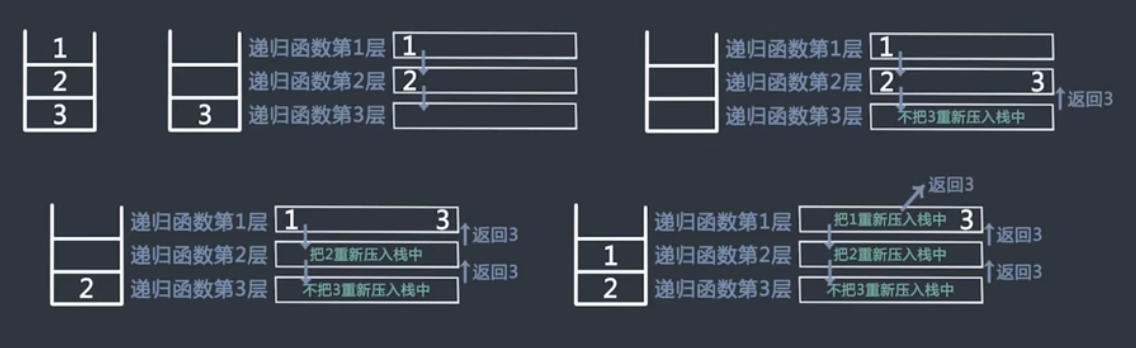 1
2
3
3
递归函数第1层 1
递归函数第2层 2
递归函数第3层
递归函数第1层 1
递归函数第2层 2 3
递归函数第3层 不把3重新压入栈中
返回3
2
递归函数第1层 1 3
递归函数第2层 把2重新压入栈中
递归函数第3层 不把3重新压入栈中
返回3
返回3
1
2
返回3
递归函数第1层 把1重新压入栈中 3
递归函数第2层 把2重新压入栈中
递归函数第3层 不把3重新压入栈中
返回3
返回3